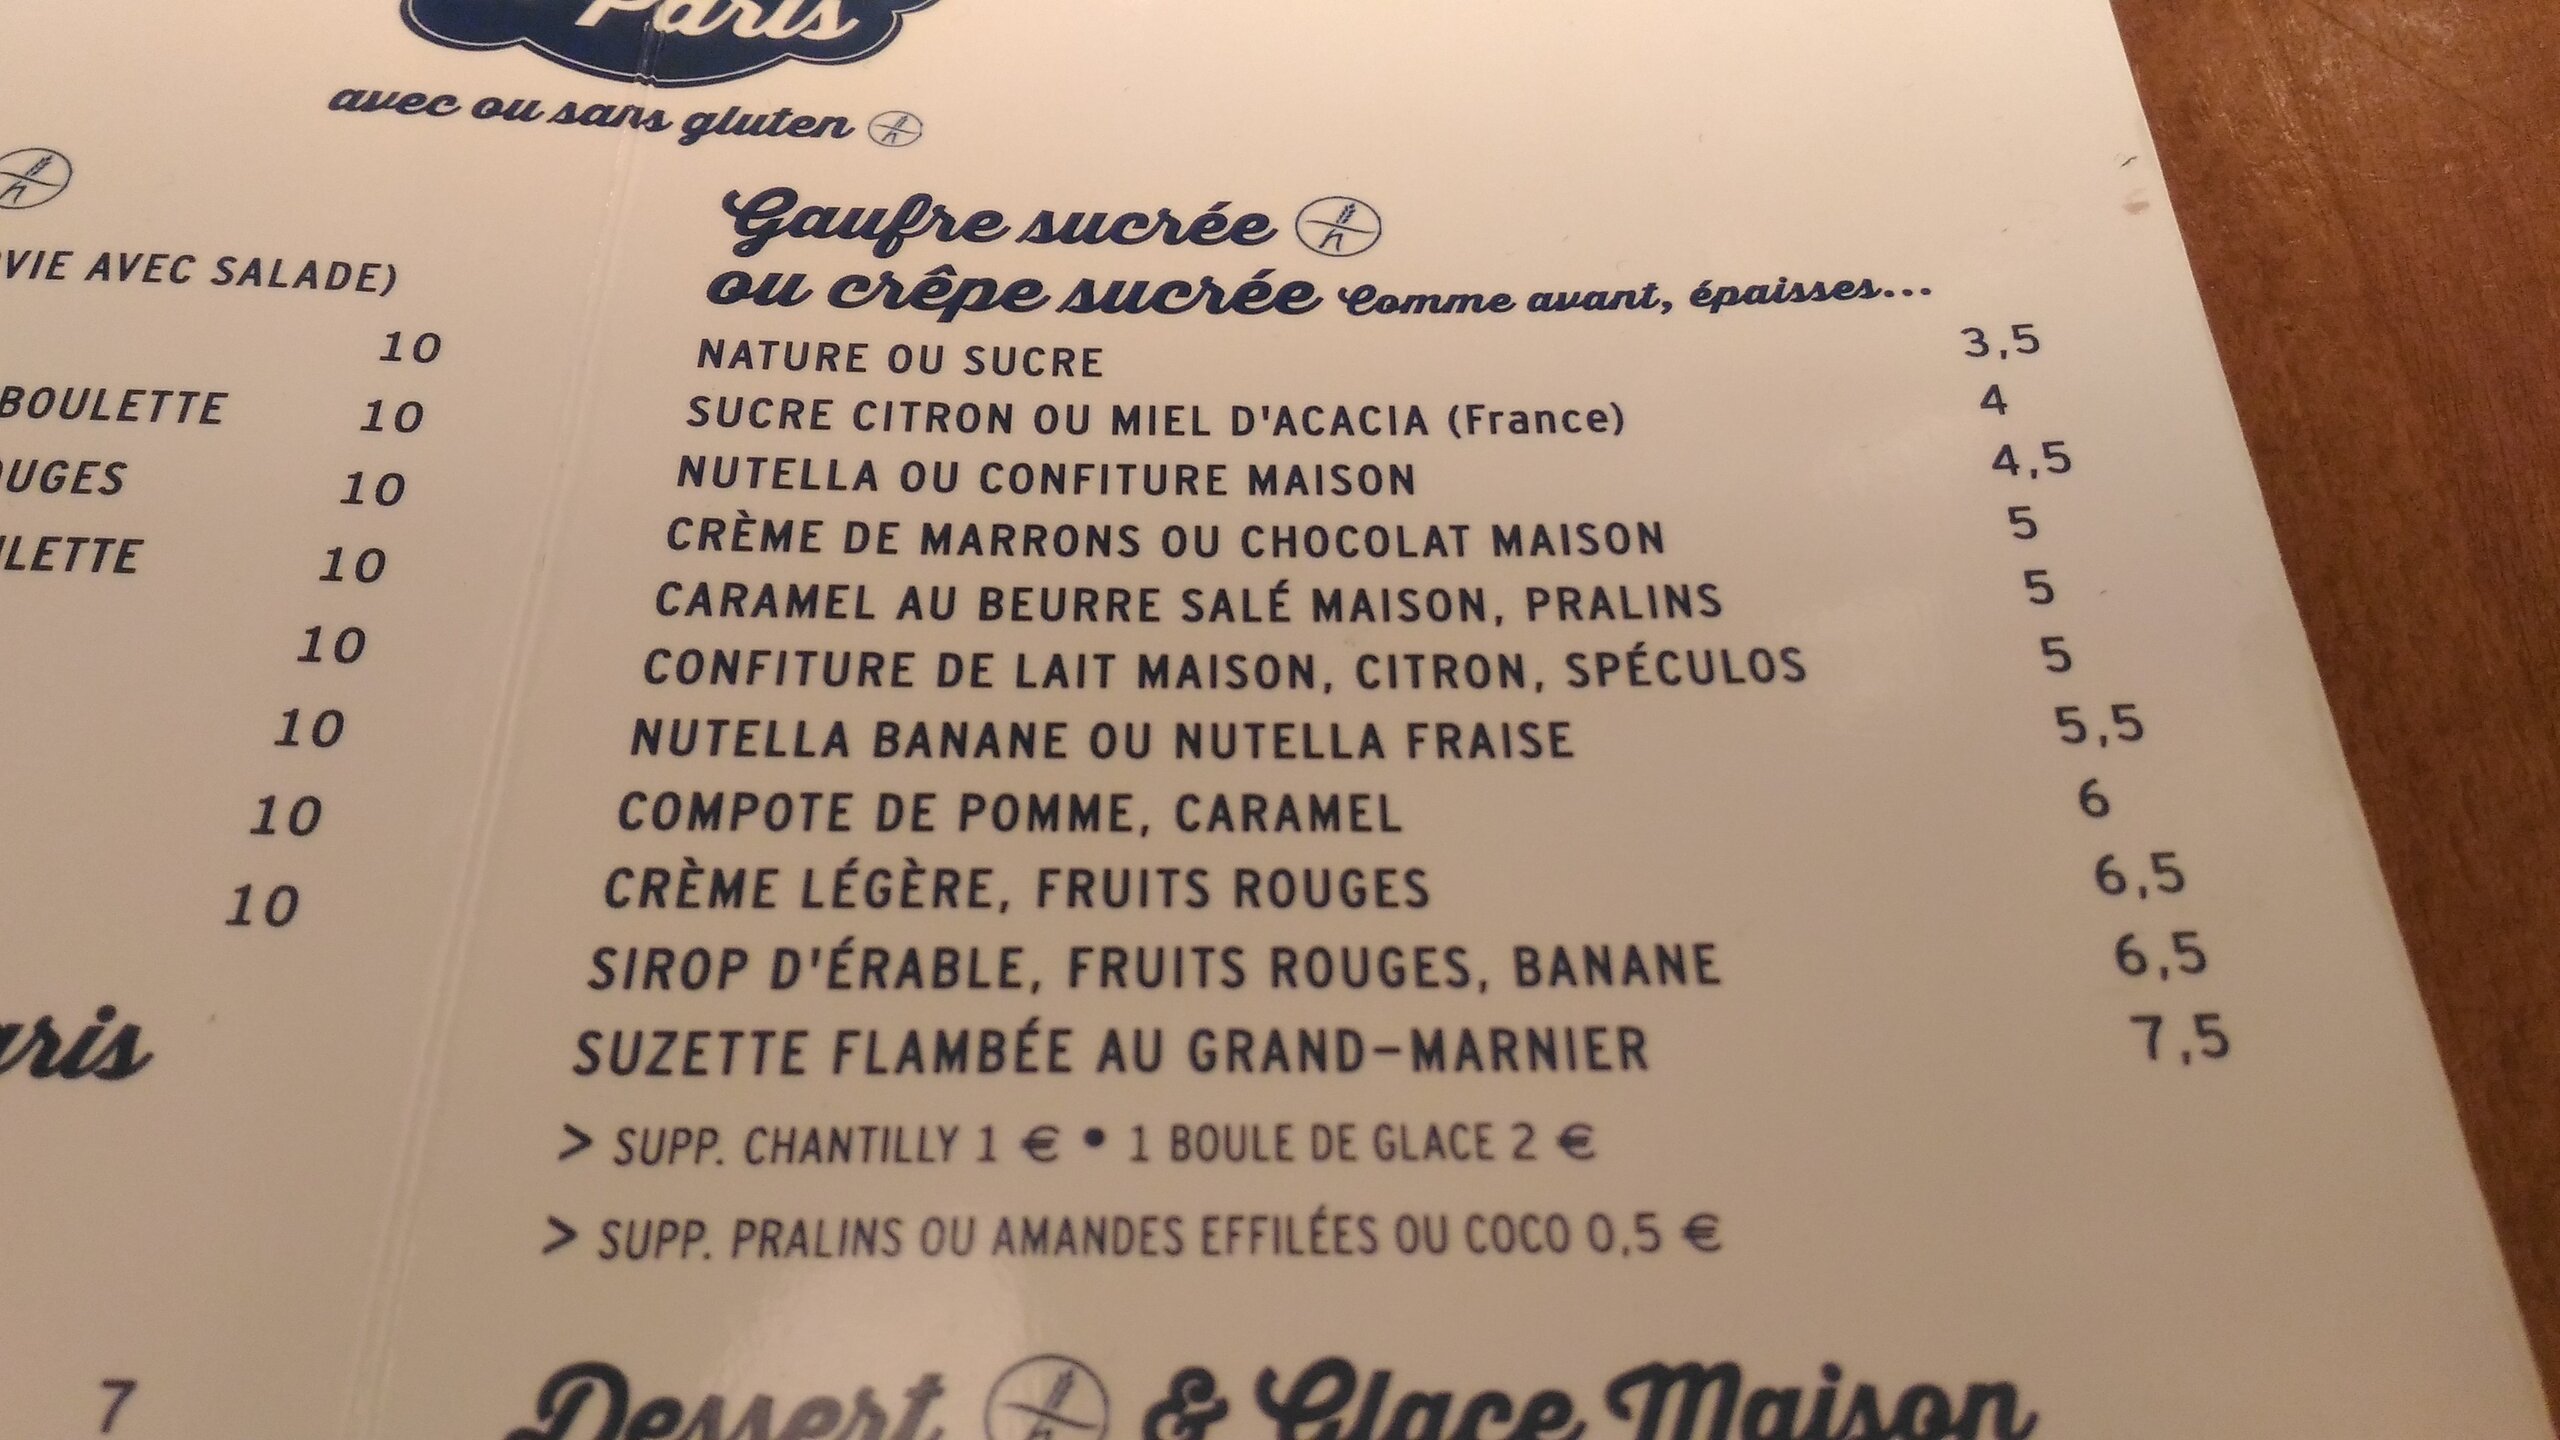 Paris
avec ou sans gluten
AVEC SALADE)
10
BOULETTE 10
10
10
10
10
10
10
7
Gaufre sucrée
ou crêpe sucrée Comme avant, épaisses...
NATURE OU SUCRE 3,5
SUCRE CITRON OU MIEL D'ACACIA (France) 4
NUTELLA OU CONFITURE MAISON 4,5
CRÈME DE MARRONS OU CHOCOLAT MAISON 5
CARAMEL AU BEURRE SALÉ MAISON, PRALINS 5
CONFITURE DE LAIT MAISON, CITRON, SPÉCULOS 5
NUTELLA BANANE OU NUTELLA FRAISE 5,5
COMPOTE DE POMME, CARAMEL 6
CRÈME LÉGÈRE, FRUITS ROUGES 6,5
SIROP D'ÉRABLE, FRUITS ROUGES, BANANE 6,5
SUZETTE FLAMBÉE AU GRAND-MARNIER 7,5
> SUPP. CHANTILLY 1 € • 1 BOULE DE GLACE 2 €
> SUPP. PRALINS OU AMANDES EFFILÉES OU COCO 0,5 €
Dessert & Glace Maison